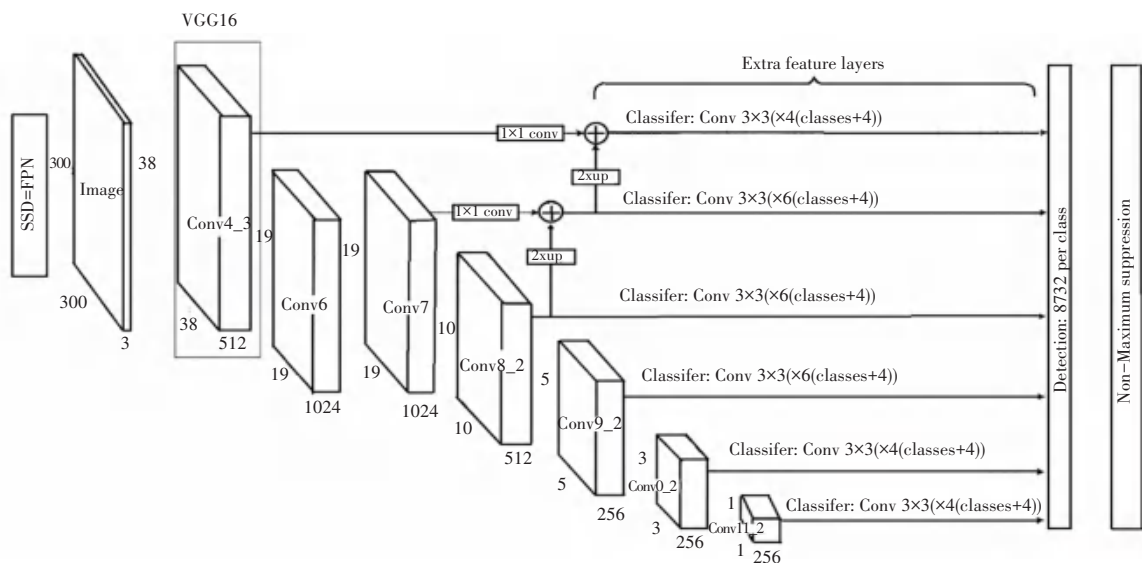 VGG16
Extra feature layers
SSD=FPN
300
Image
300
3
38
Conv4_3
38
512
1×1 conv
Classifer: Conv 3×3(×4(classes+4))
2xup
19
Conv6
19
1024
19
Conv7
19
1024
1×1 conv
Classifer: Conv 3×3(×6(classes+4))
2xup
10
Conv8_2
10
512
Classifer: Conv 3×3(×6(classes+4))
5
Conv9_2
5
256
Classifer: Conv 3×3(×6(classes+4))
3
Conv0_2
3
256
Classifer: Conv 3×3(×4(classes+4))
1
Conv11_2
1
256
Classifer: Conv 3×3(×4(classes+4))
Detection: 8732 per class
Non-Maximum suppression